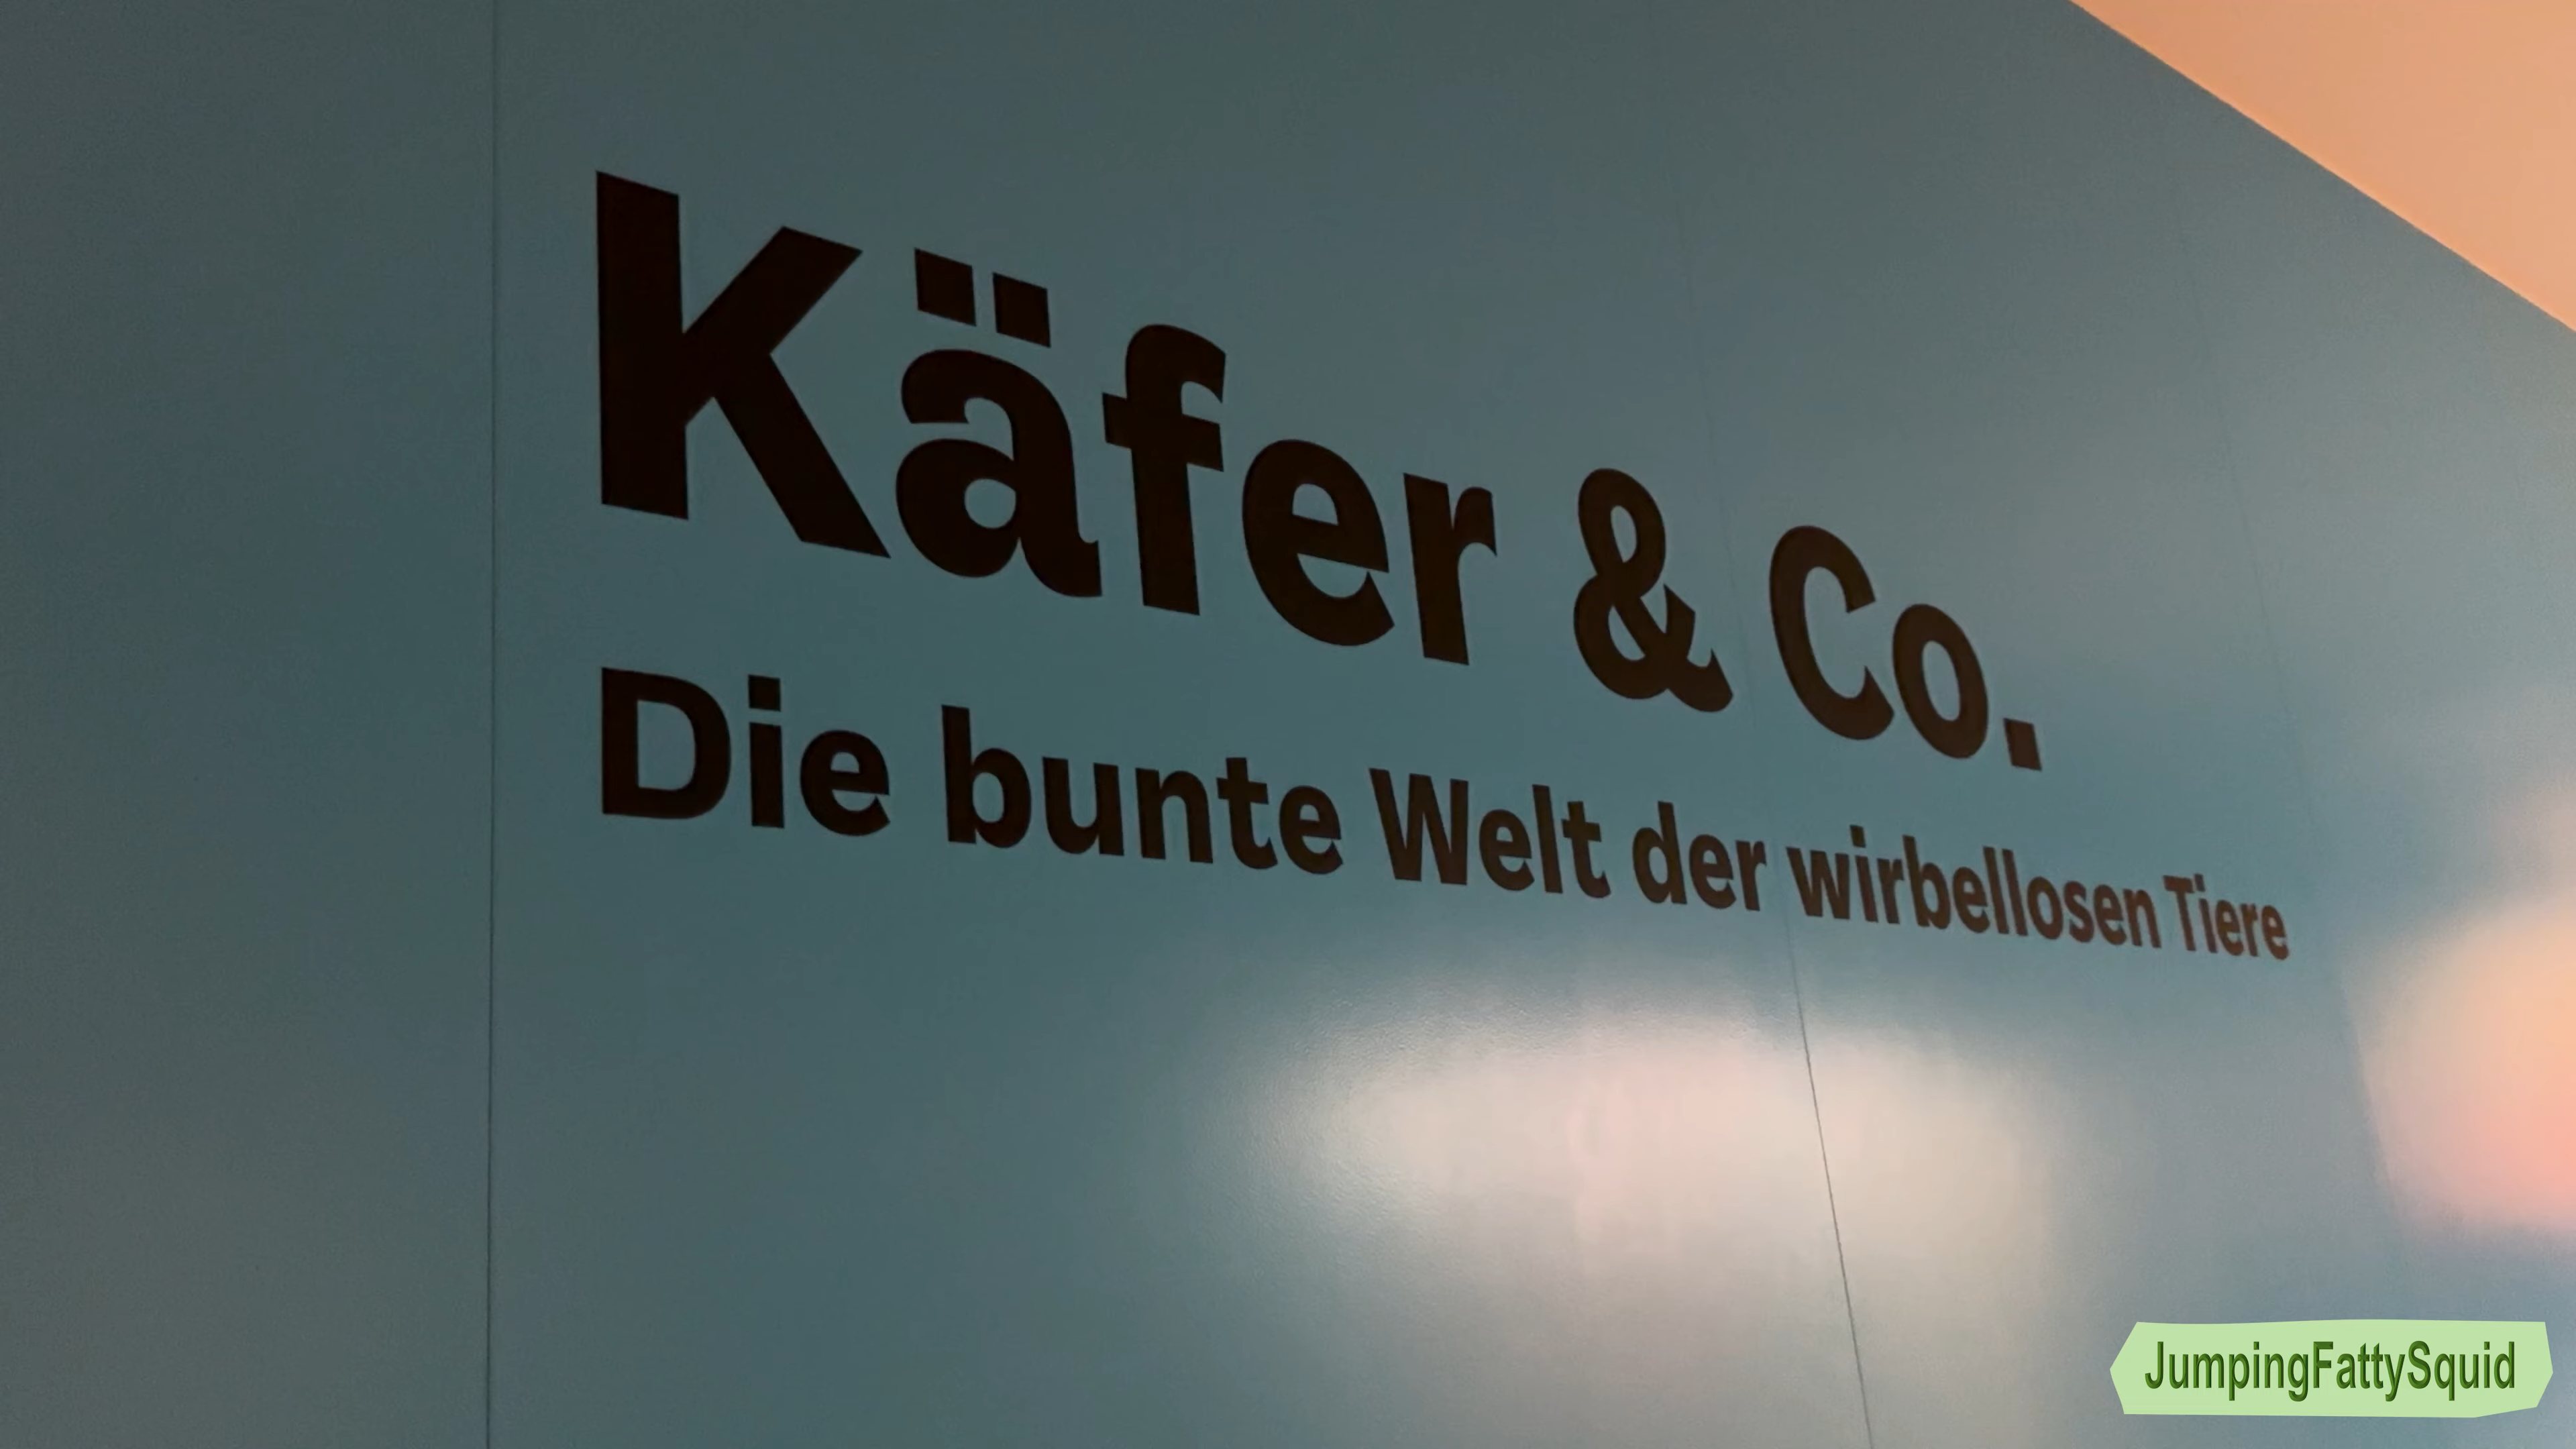 Käfer & Co.
Die bunte Welt der wirbellosen Tiere
JumpingFattySquid